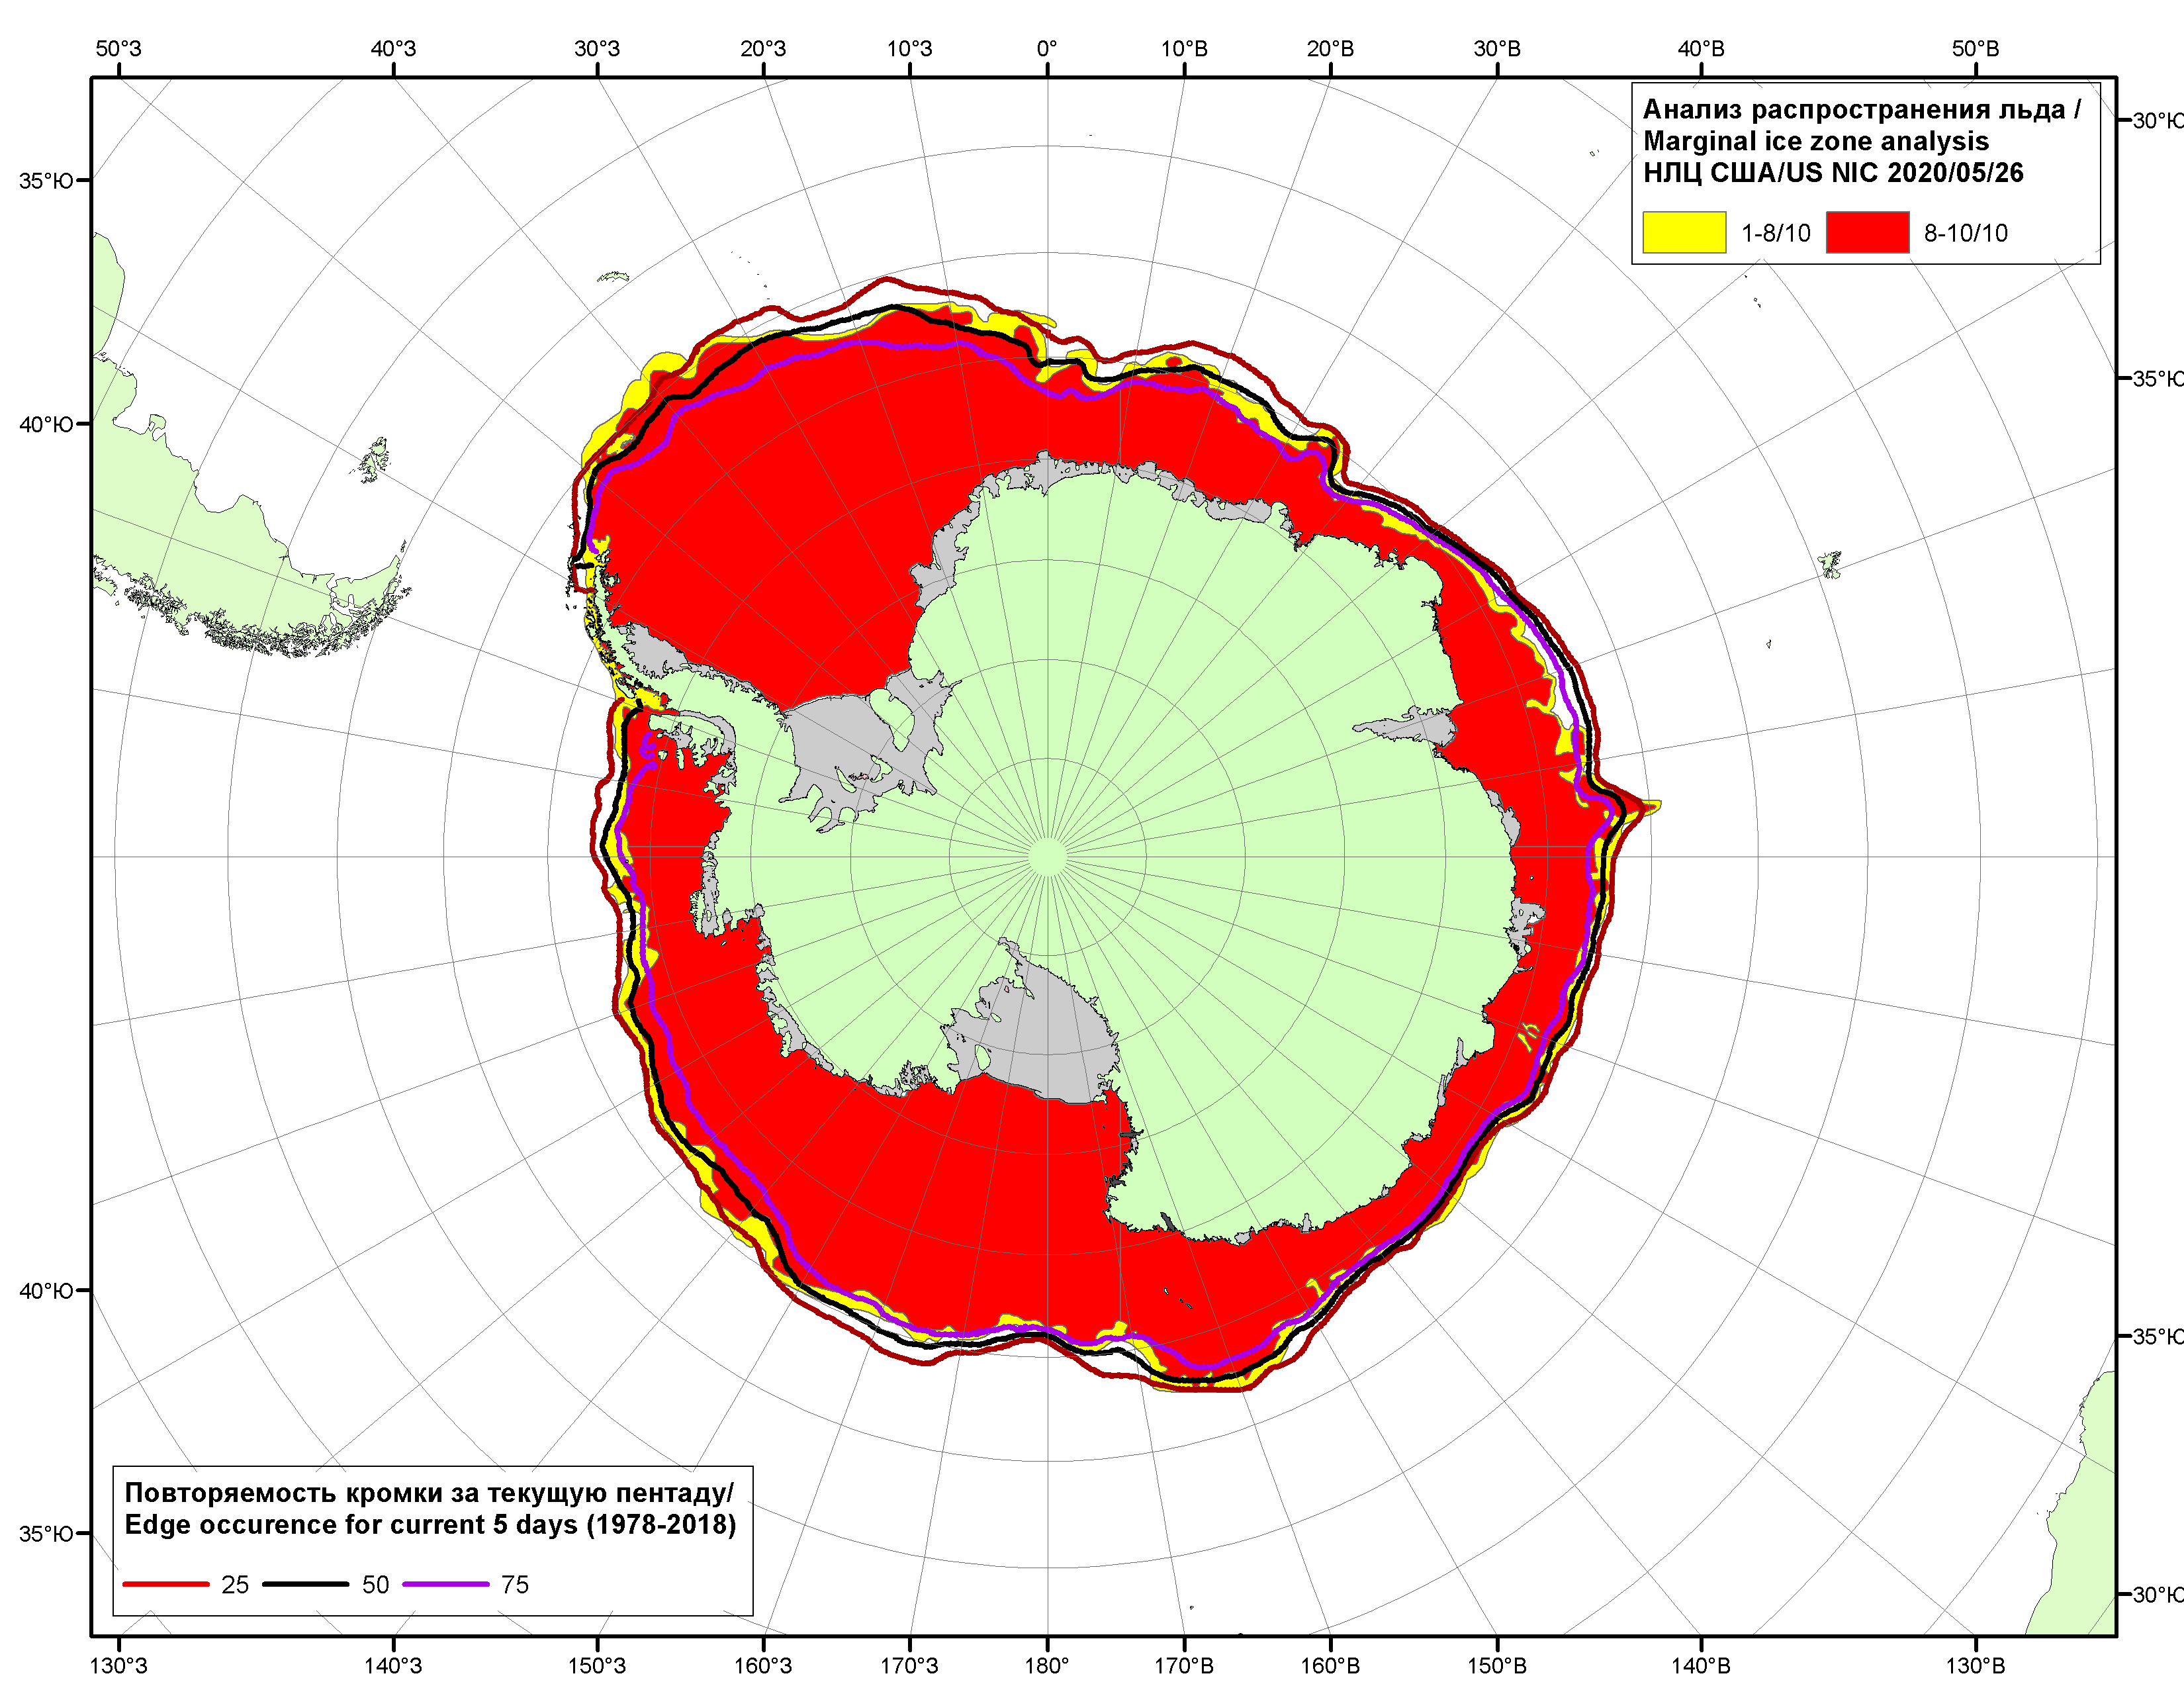 50°З 40°З 30°З 20°З 10°З 0° 10°В 20°В 30°В 40°В 50°В
Анализ распространения льда /
Marginal ice zone analysis
НЛЦ США/US NIC 2020/05/26
1-8/10 8-10/10
30°Ю
35°Ю
35°Ю
40°Ю
40°Ю
35°Ю
35°Ю
30°Ю
Повторяемость кромки за текущую пентаду/
Edge occurence for current 5 days (1978-2018)
25 50 75
130°З 140°З 150°З 160°З 170°З 180° 170°В 160°В 150°В 140°В 130°В